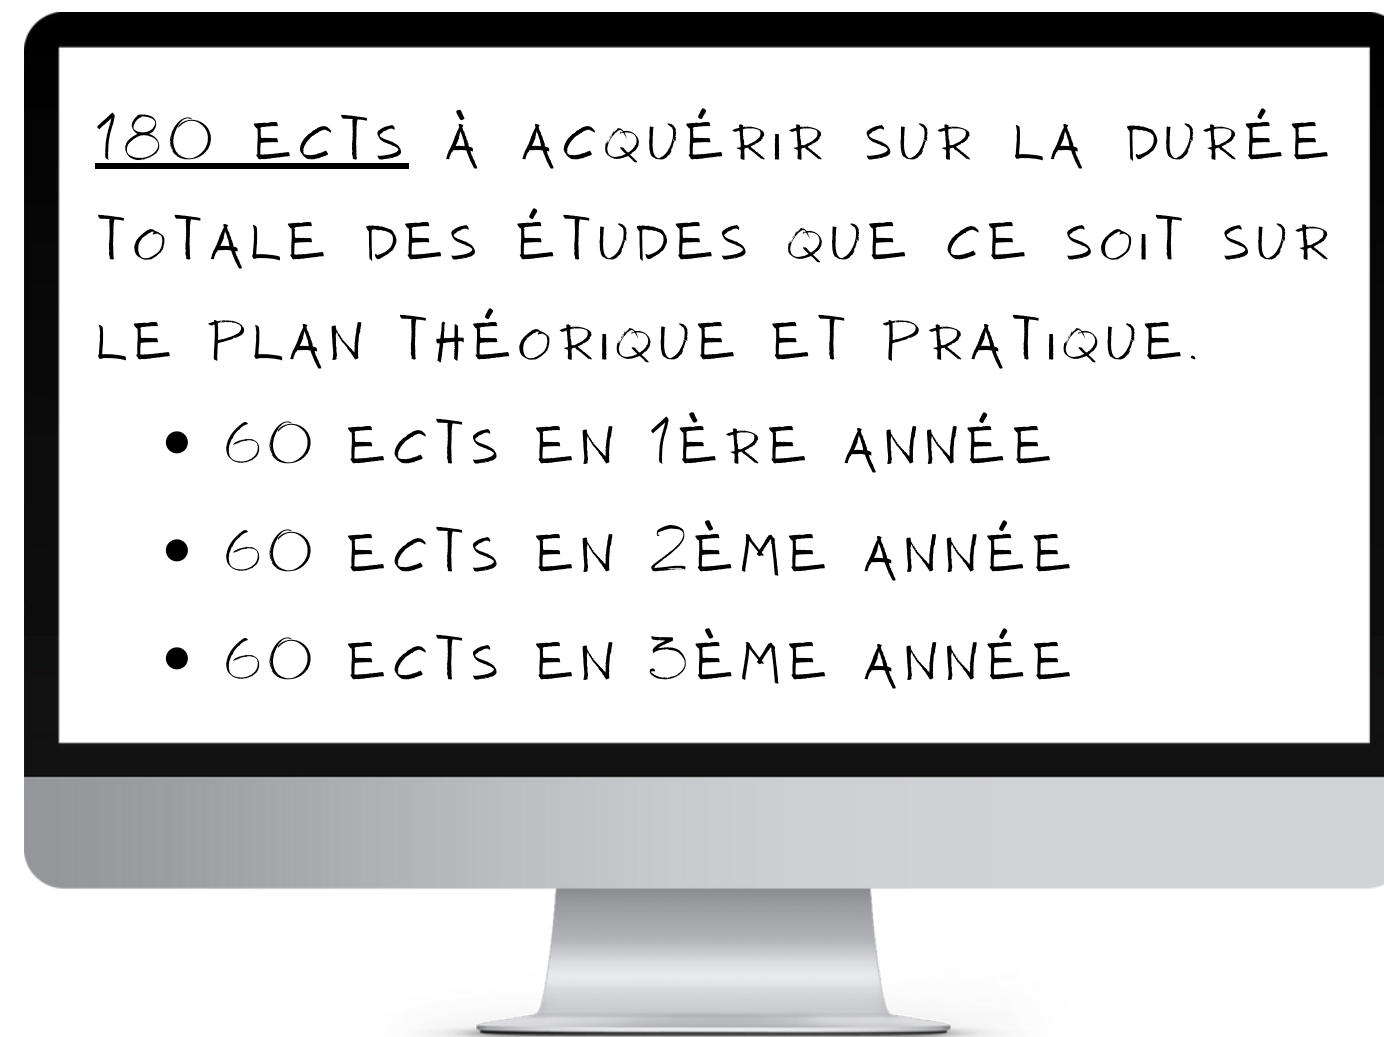 180 ECTS À ACQUÉRIR SUR LA DURÉE
TOTALE DES ÉTUDES QUE CE SOIT SUR
LE PLAN THÉORIQUE ET PRATIQUE.
• 60 ECTS EN 1ÈRE ANNÉE
• 60 ECTS EN 2ÈME ANNÉE
• 60 ECTS EN 3ÈME ANNÉE